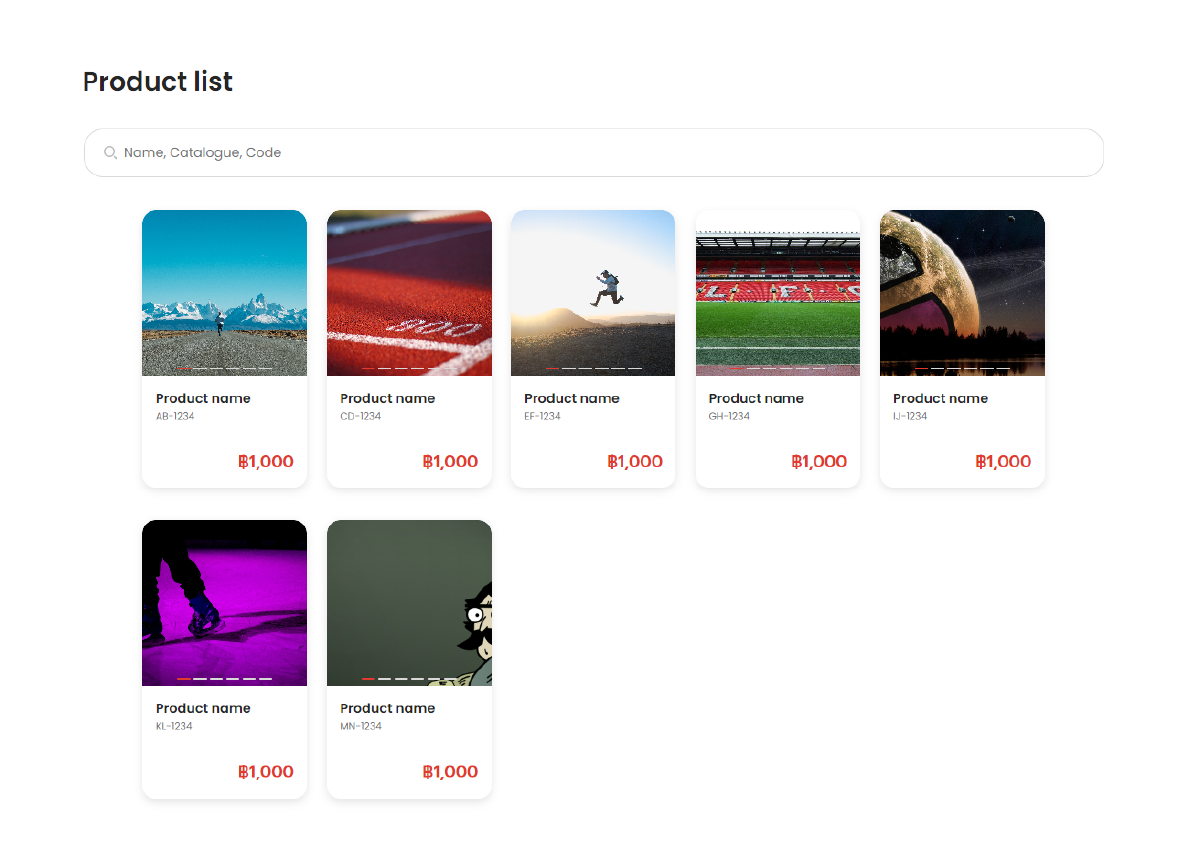 Product list
Name, Catalogue, Code
900
L F C
Product name
AB-1234
฿1,000
Product name
CD-1234
฿1,000
Product name
EF-1234
฿1,000
Product name
GH-1234
฿1,000
Product name
IJ-1234
฿1,000
Product name
KL-1234
฿1,000
Product name
MN-1234
฿1,000